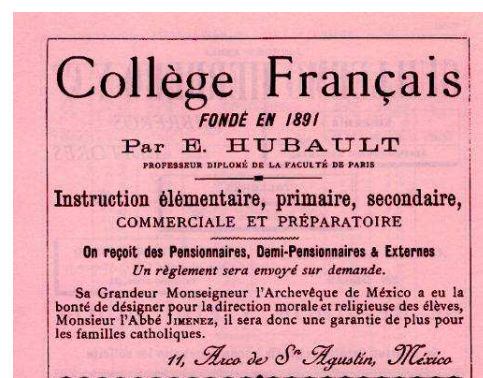 Collège Français
FONDÉ EN 1891
Par E. HUBAULT
PROFESSEUR DIPLOMÉ DE LA FACULTÉ DE PARIS
Instruction élémentaire, primaire, secondaire,
COMMERCIALE ET PRÉPARATOIRE
On reçoit des Pensionnaires, Demi-Pensionnaires & Externes
Un règlement sera envoyé sur demande.
Sa Grandeur Monseigneur l'Archevêque de México a eu la
bonté de désigner pour la direction morale et religieuse des élèves,
Monsieur l'Abbé JIMENEZ, il sera donc une garantie de plus pour
les familles catholiques.
11, Arco de Sn Agustin, México